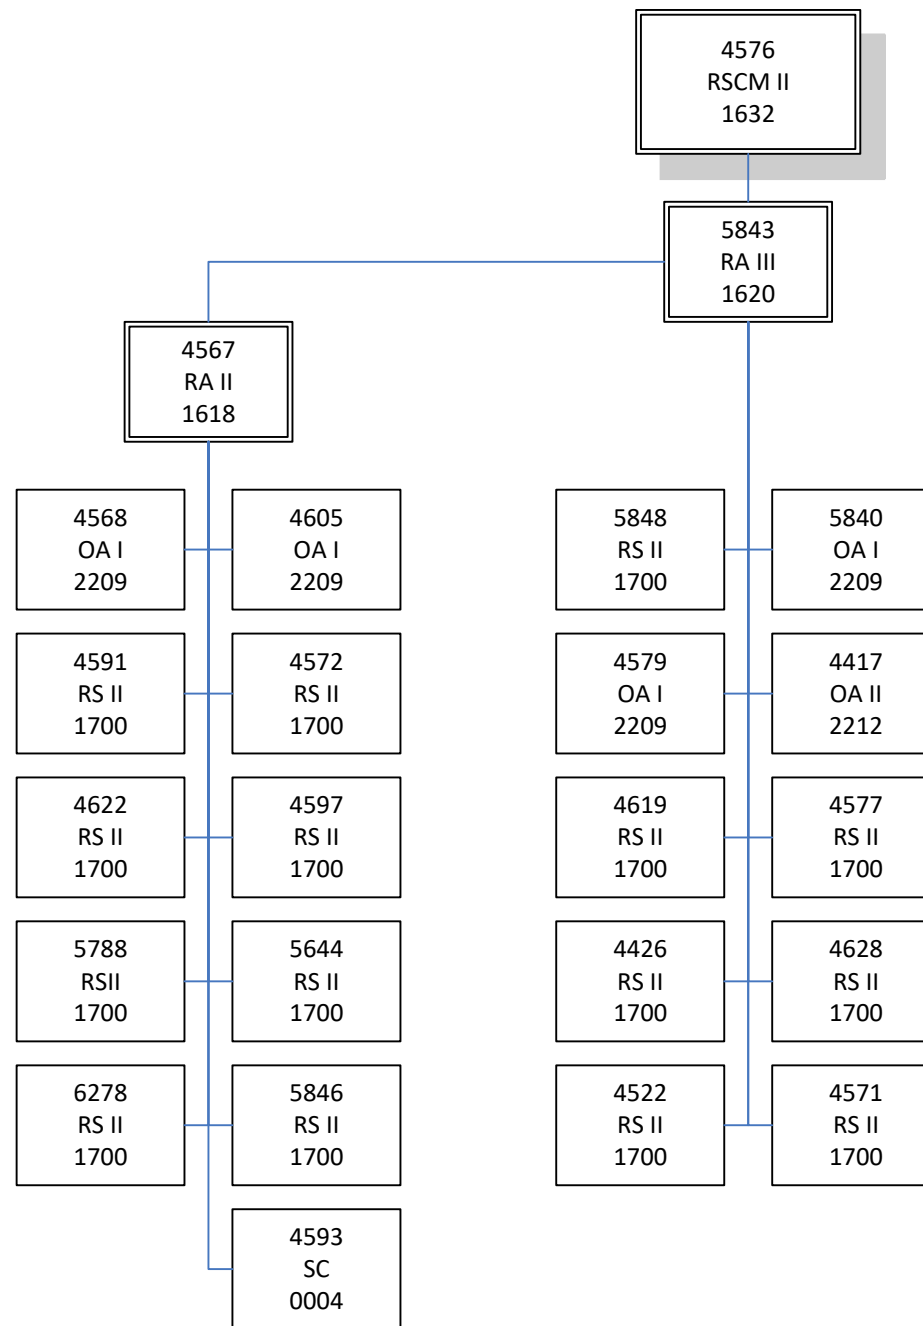 4576
RSCM II
1632
5843
RA III
1620
4567
RA II
1618
4568
OA I
2209
4605
OA I
2209
5848
RS II
1700
5840
OA I
2209
4591
RS II
1700
4572
RS II
1700
4579
OA I
2209
4417
OA II
2212
4622
RS II
1700
4597
RS II
1700
4619
RS II
1700
4577
RS II
1700
5788
RSII
1700
5644
RS II
1700
4426
RS II
1700
4628
RS II
1700
6278
RS II
1700
5846
RS II
1700
4522
RS II
1700
4571
RS II
1700
4593
SC
0004